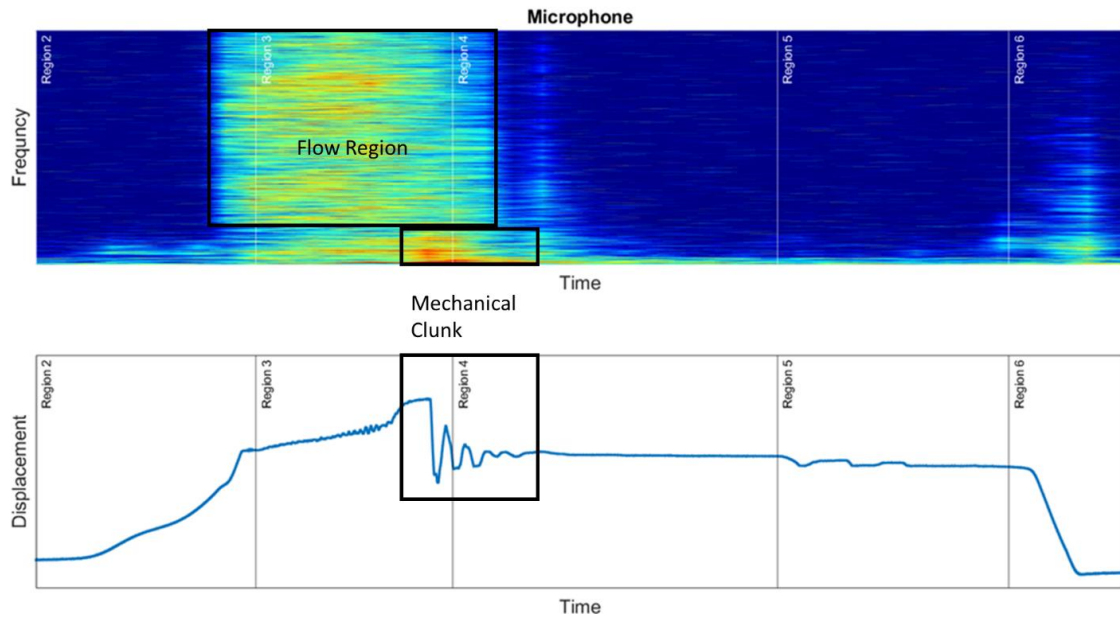 Microphone
Region 2
Region 3
Region 4
Region 5
Region 6
Flow Region
Frequncy
Time
Mechanical
Clunk
Region 2
Region 3
Region 4
Region 5
Region 6
Displacement
Time